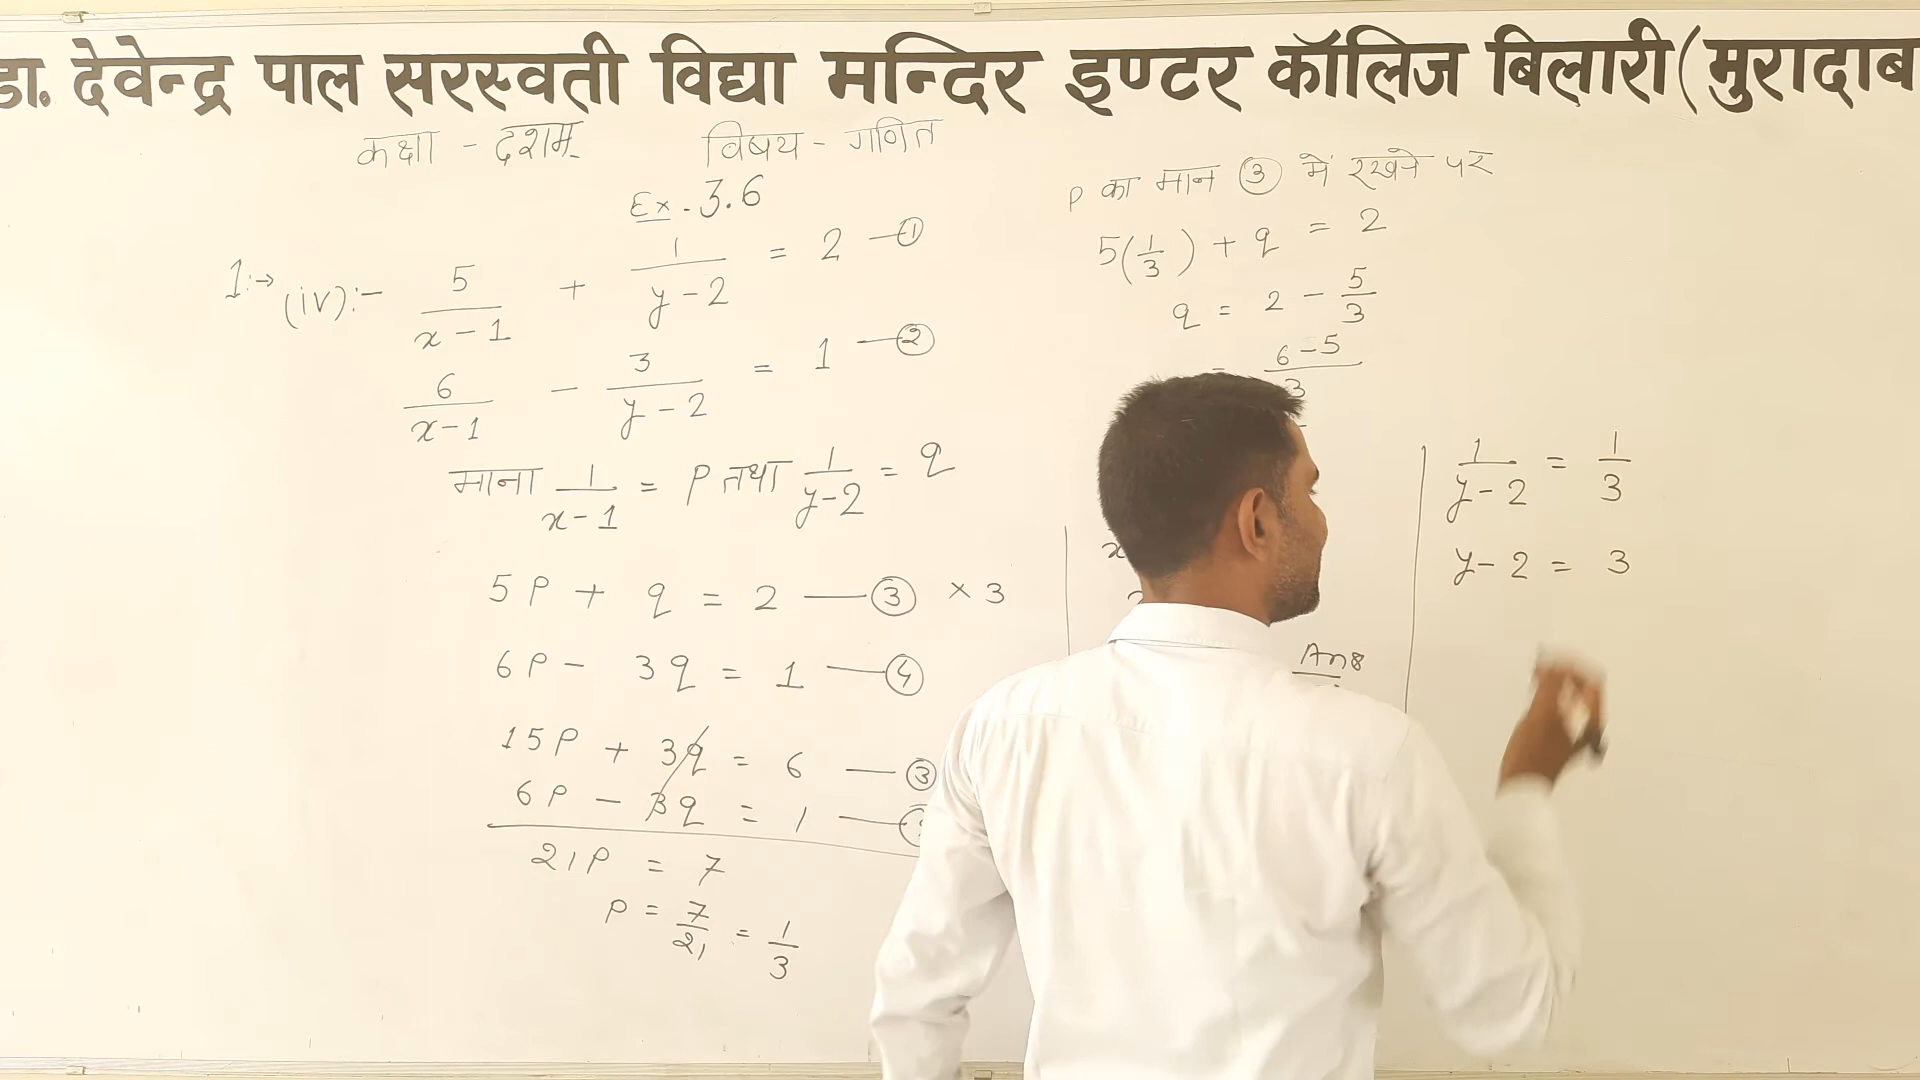 डा. देवेन्द्र पाल सरस्वती विद्या मन्दिर इण्टर कॉलिज बिलारी(मुरादाब
कक्षा - दशम विषय - गणित
Ex. 3.6
1:→ (iv):- 5/(x-1) + 1/(y-2) = 2 —①
6/(x-1) - 3/(y-2) = 1 —②
माना 1/(x-1) = p तथा 1/(y-2) = q
5p + q = 2 —③ × 3
6p - 3q = 1 —④
15p + 3q = 6 —③
6p - 3q = 1 —
21p = 7
p = 7/21 = 1/3
p का मान ③ में रखने पर
5(1/3) + q = 2
q = 2 - 5/3
= (6-5)/3
x
Ans
1/(y-2) = 1/3
y-2 = 3